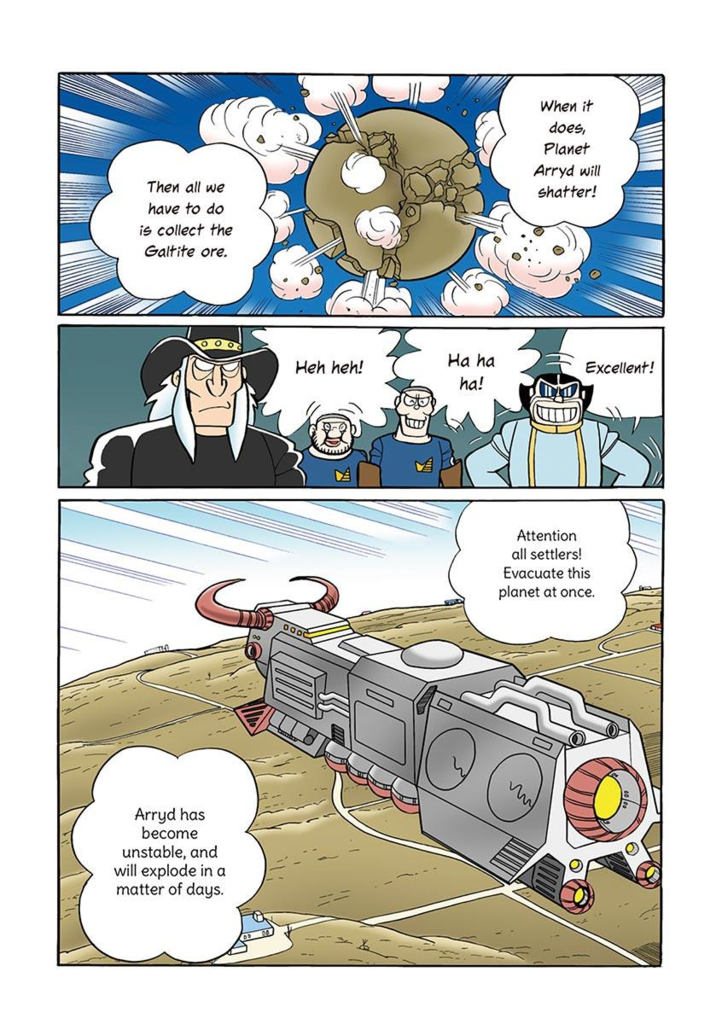 When it
does,
Planet
Arryd will
shatter!
Then all we
have to do
is collect the
Galtite ore.
Heh heh!
Ha ha
ha!
Excellent!
Attention
all settlers!
Evacuate this
planet at once.
Arryd has
become
unstable, and
will explode in a
matter of days.